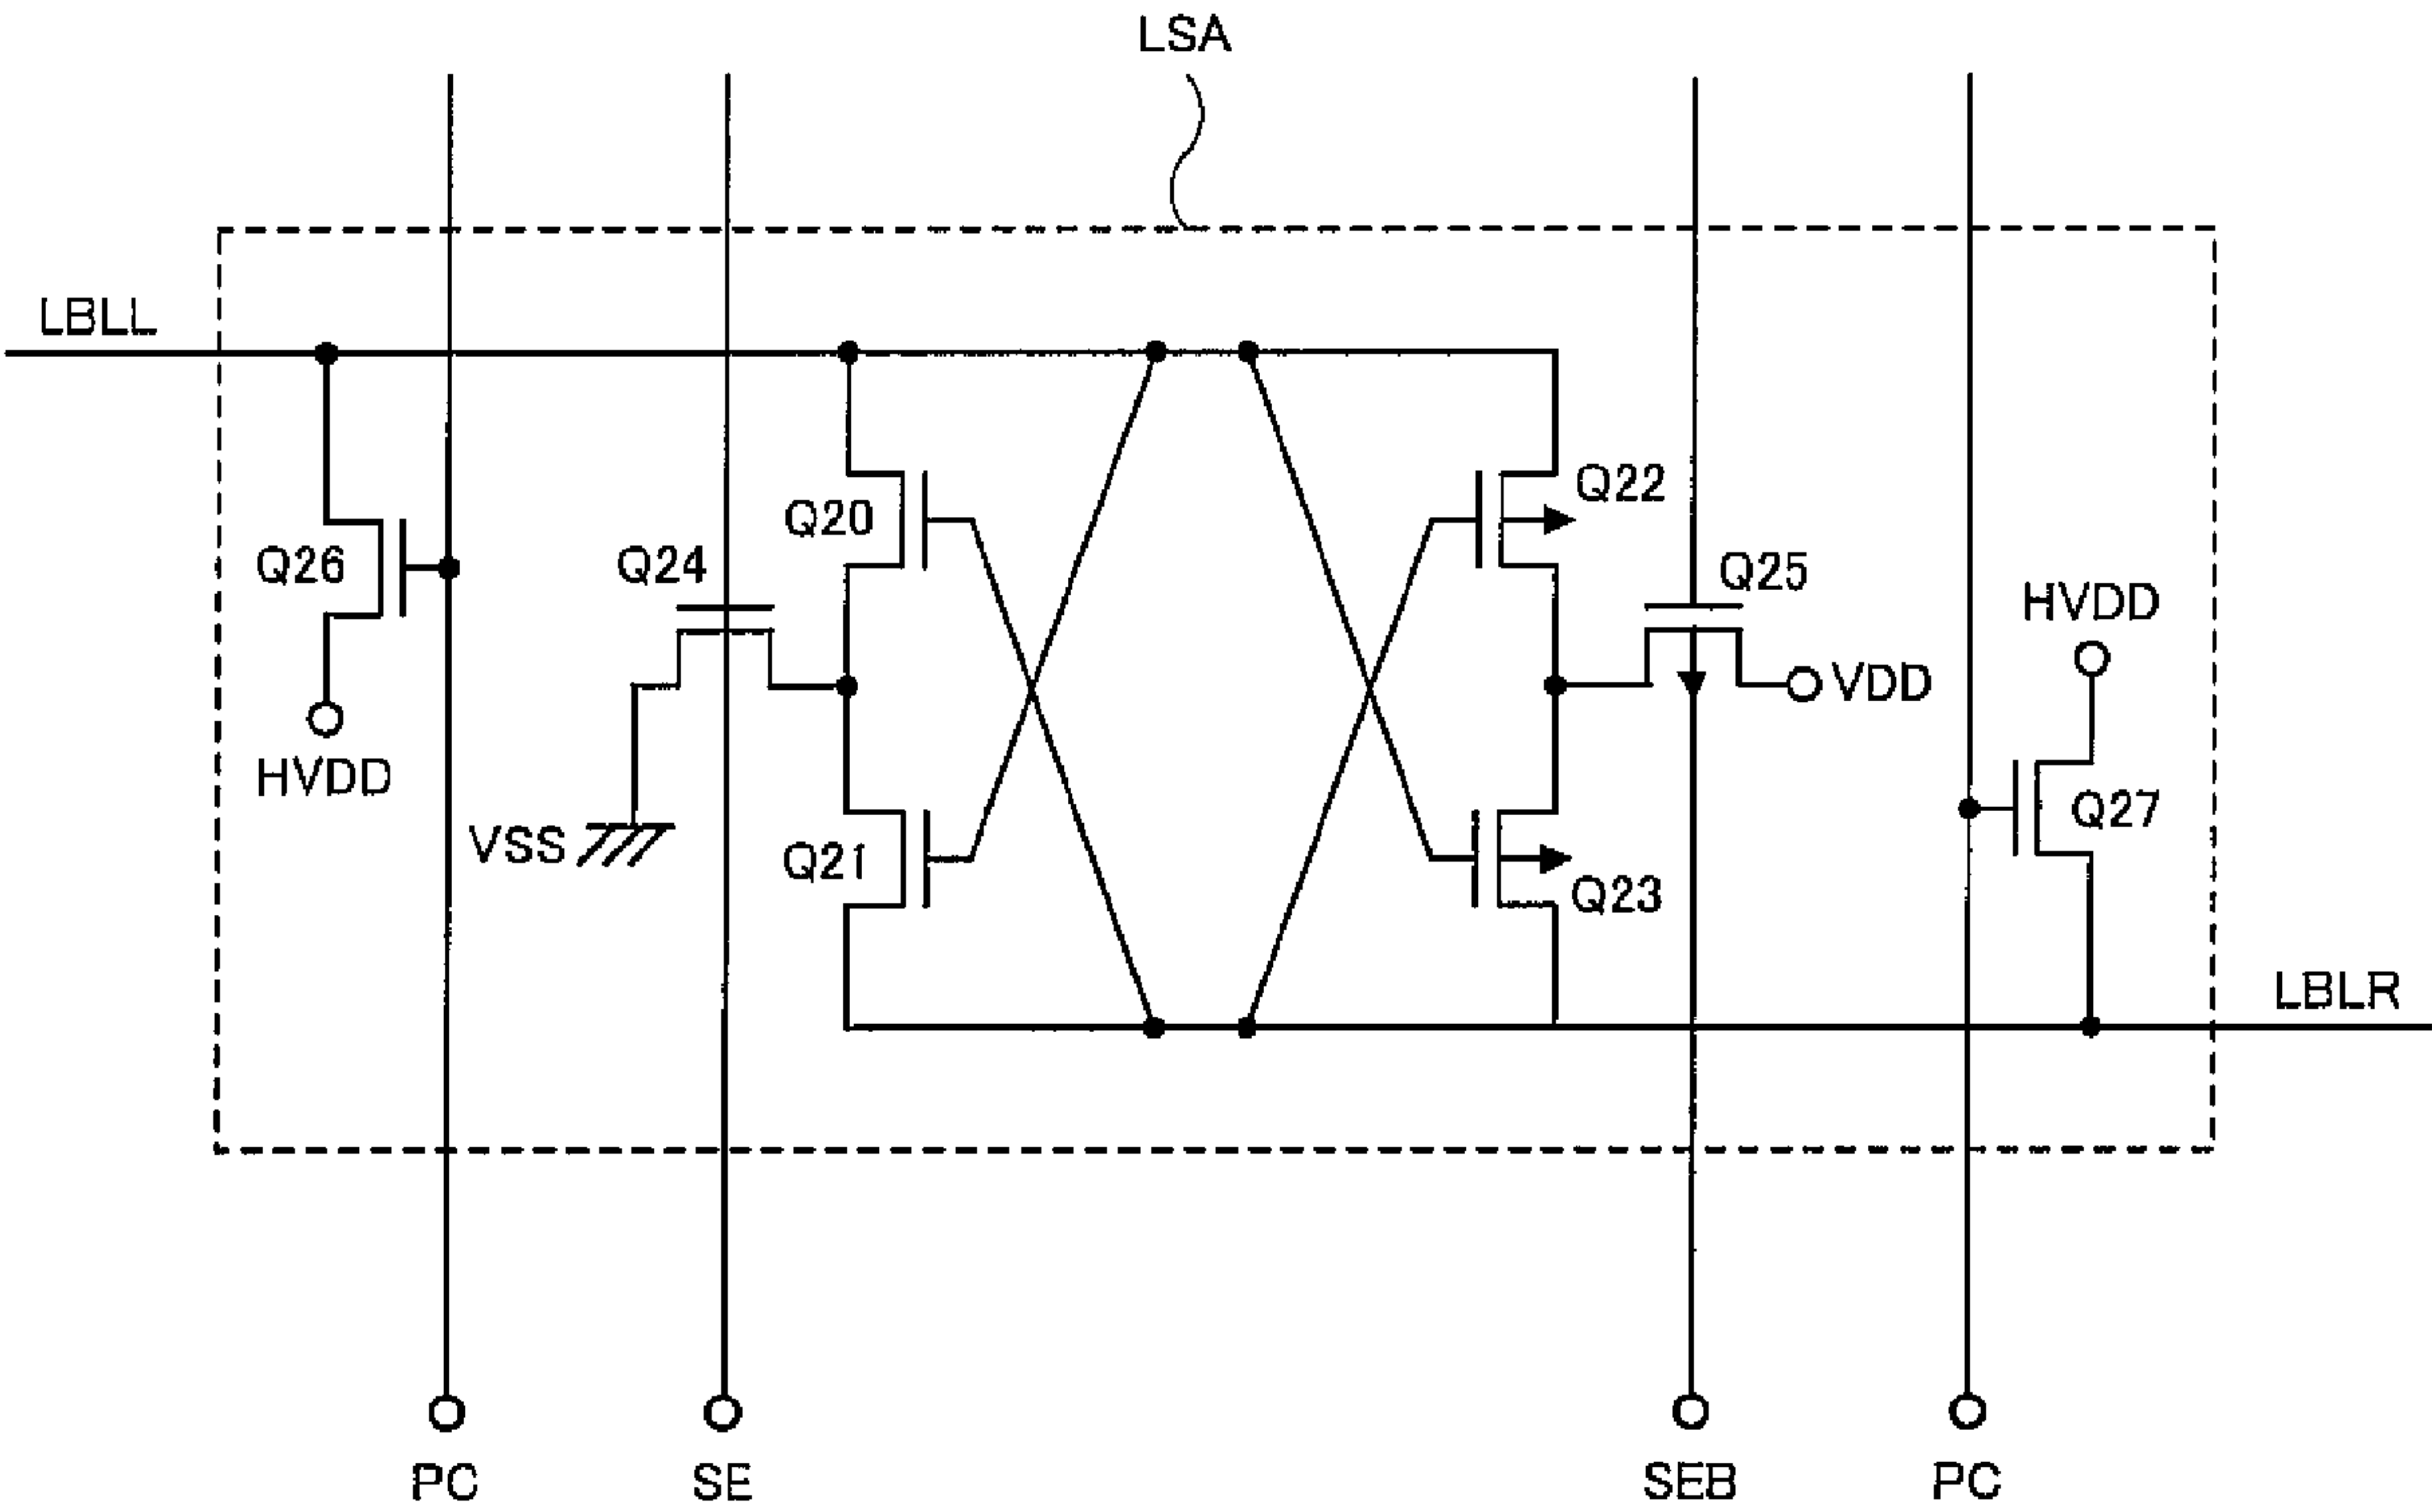 LSA
LBLL
Q20
Q22
Q26
Q24
Q25
HVDD
VDD
HVDD
VSS
Q21
Q27
Q23
LBLR
PC
SE
SEB
PC